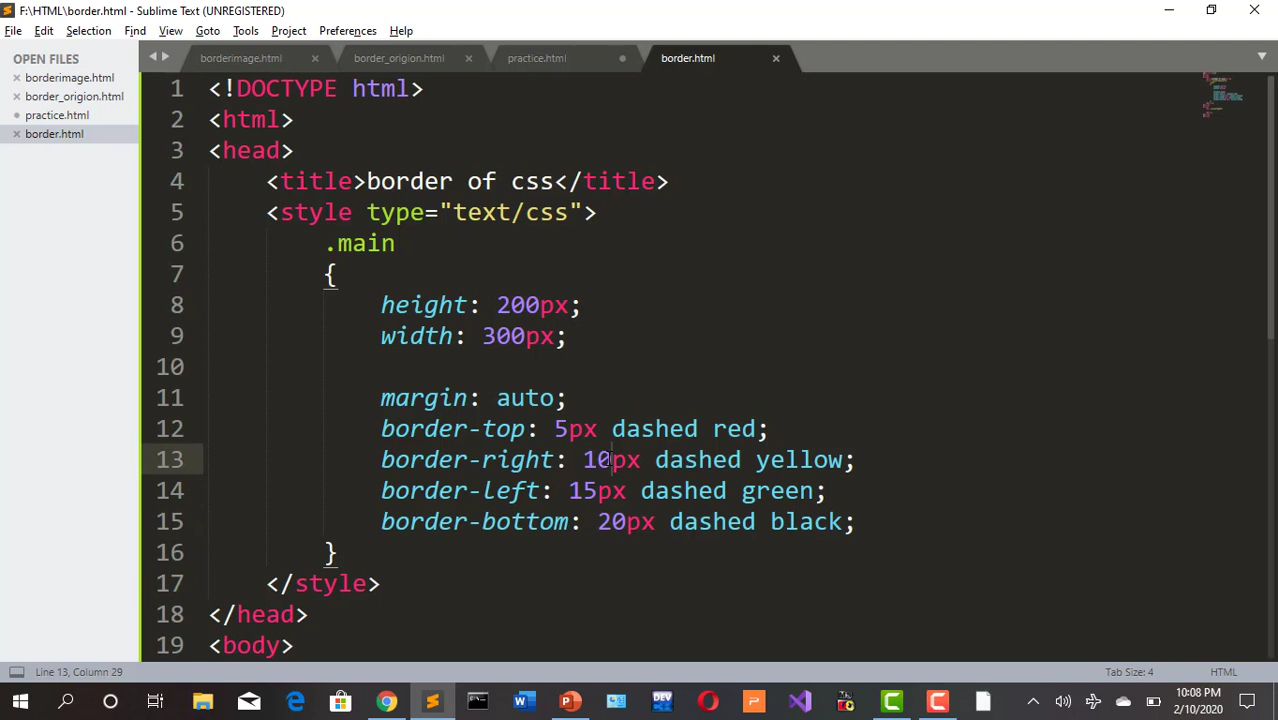 F:\HTML\border.html - Sublime Text (UNREGISTERED)
File Edit Selection Find View Goto Tools Project Preferences Help
OPEN FILES
borderimage.html
border_origion.html
practice.html
border.html
borderimage.html border_origion.html practice.html border.html
1 <!DOCTYPE html>
2 <html>
3 <head>
4 <title>border of css</title>
5 <style type="text/css">
6 .main
7 {
8 height: 200px;
9 width: 300px;
10
11 margin: auto;
12 border-top: 5px dashed red;
13 border-right: 10px dashed yellow;
14 border-left: 15px dashed green;
15 border-bottom: 20px dashed black;
16 }
17 </style>
18 </head>
19 <body>
Line 13, Column 29 Tab Size: 4 HTML
DEV
10:08 PM
2/10/2020